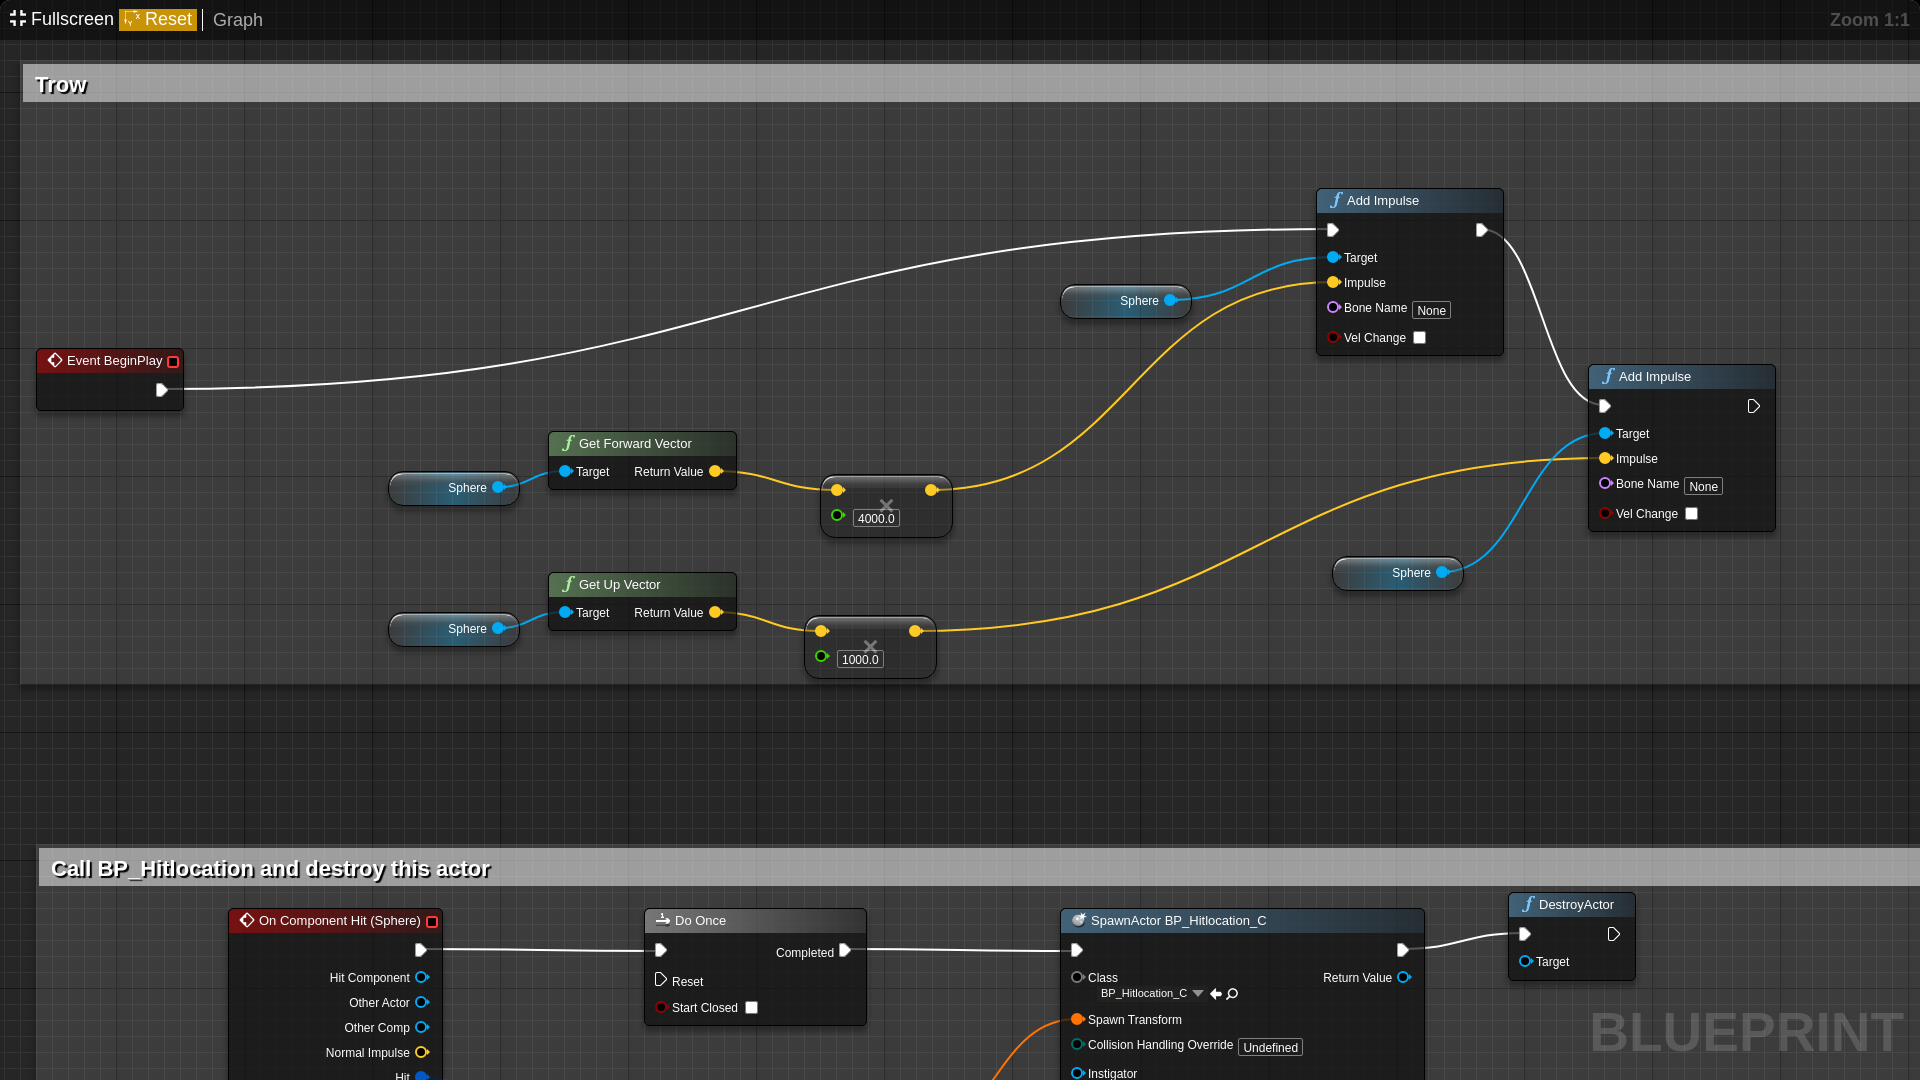 Fullscreen Reset Graph Zoom 1:1
Trow
Add Impulse
Target
Sphere
Impulse
Bone Name None
Vel Change
Event BeginPlay
Add Impulse
Target
Impulse
Bone Name None
Vel Change
Get Forward Vector
Target Return Value
Sphere
4000.0
Sphere
Get Up Vector
Target Return Value
Sphere
1000.0
Call BP_Hitlocation and destroy this actor
On Component Hit (Sphere)
Hit Component
Other Actor
Other Comp
Normal Impulse
Hit
Do Once
Completed
Reset
Start Closed
SpawnActor BP_Hitlocation_C
Class Return Value
BP_Hitlocation_C
Spawn Transform
Collision Handling Override Undefined
Instigator
DestroyActor
Target
BLUEPRINT